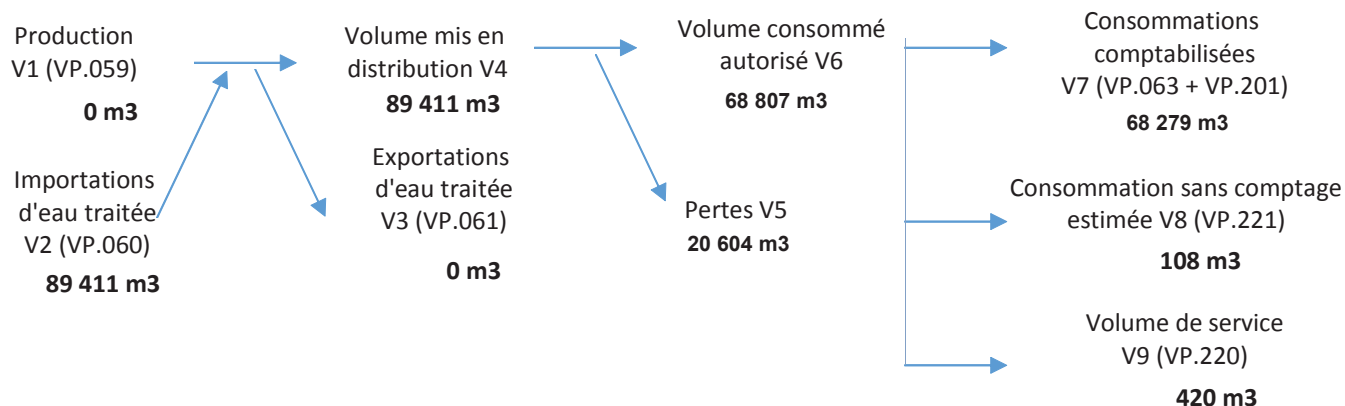 Production
V1 (VP.059)
0 m3
Importations
d'eau traitée
V2 (VP.060)
89 411 m3
Volume mis en
distribution V4
89 411 m3
Exportations
d'eau traitée
V3 (VP.061)
0 m3
Volume consommé
autorisé V6
68 807 m3
Pertes V5
20 604 m3
Consommations
comptabilisées
V7 (VP.063 + VP.201)
68 279 m3
Consommation sans comptage
estimée V8 (VP.221)
108 m3
Volume de service
V9 (VP.220)
420 m3